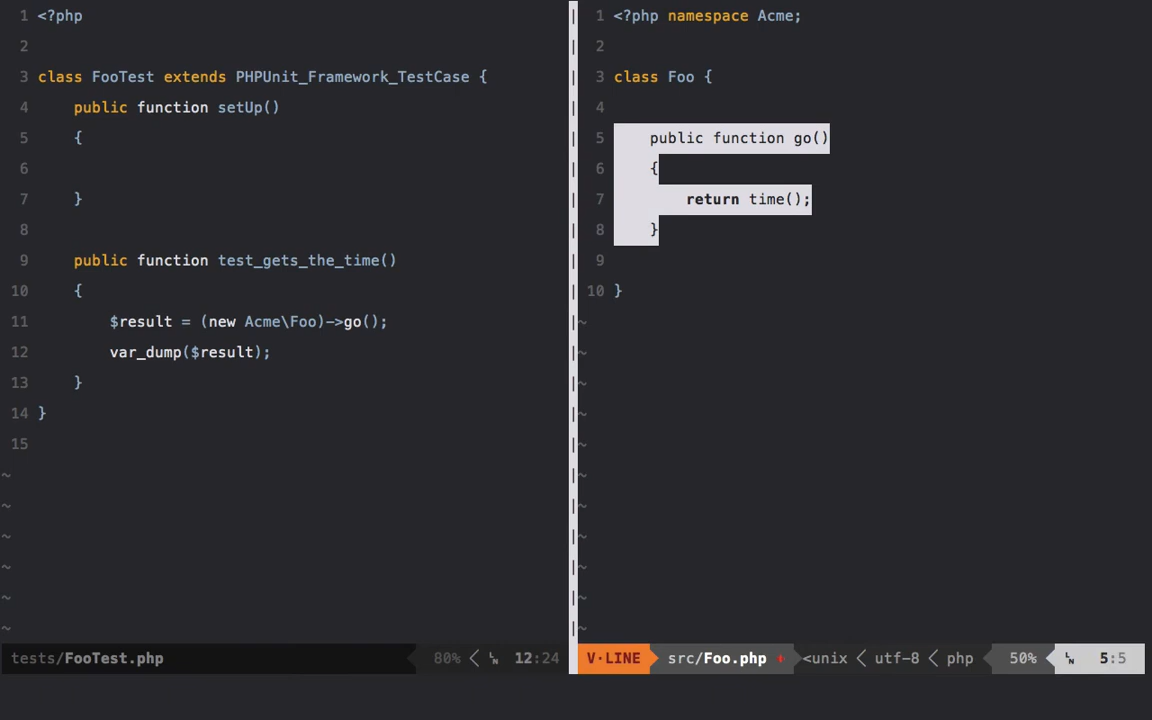 1 <?php
2
3 class FooTest extends PHPUnit_Framework_TestCase {
4     public function setUp()
5     {
6
7     }
8
9     public function test_gets_the_time()
10     {
11         $result = (new Acme\Foo)->go();
12         var_dump($result);
13     }
14 }
15
~
~
~
~
~
~
tests/FooTest.php 80% < LN 12:24
1 <?php namespace Acme;
2
3 class Foo {
4
5     public function go()
6     {
7         return time();
8     }
9
10 }
~
~
~
~
~
~
~
~
~
~
~
V·LINE src/Foo.php + <unix < utf-8 < php 50% LN 5:5